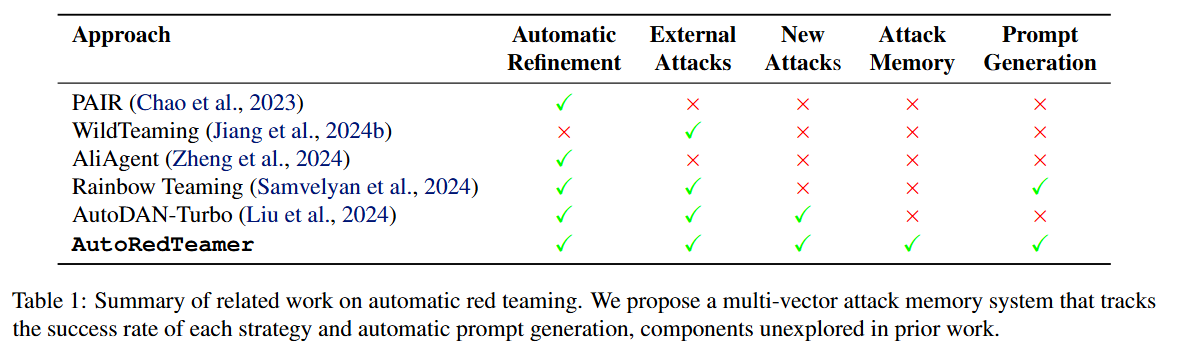 Approach Automatic Refinement External Attacks New Attacks Attack Memory Prompt Generation
PAIR (Chao et al., 2023) ✓ × × × ×
WildTeaming (Jiang et al., 2024b) × ✓ × × ×
AliAgent (Zheng et al., 2024) ✓ × × × ×
Rainbow Teaming (Samvelyan et al., 2024) ✓ ✓ × × ✓
AutoDAN-Turbo (Liu et al., 2024) ✓ ✓ ✓ × ×
AutoRedTeamer ✓ ✓ ✓ ✓ ✓
Table 1: Summary of related work on automatic red teaming. We propose a multi-vector attack memory system that tracks
the success rate of each strategy and automatic prompt generation, components unexplored in prior work.